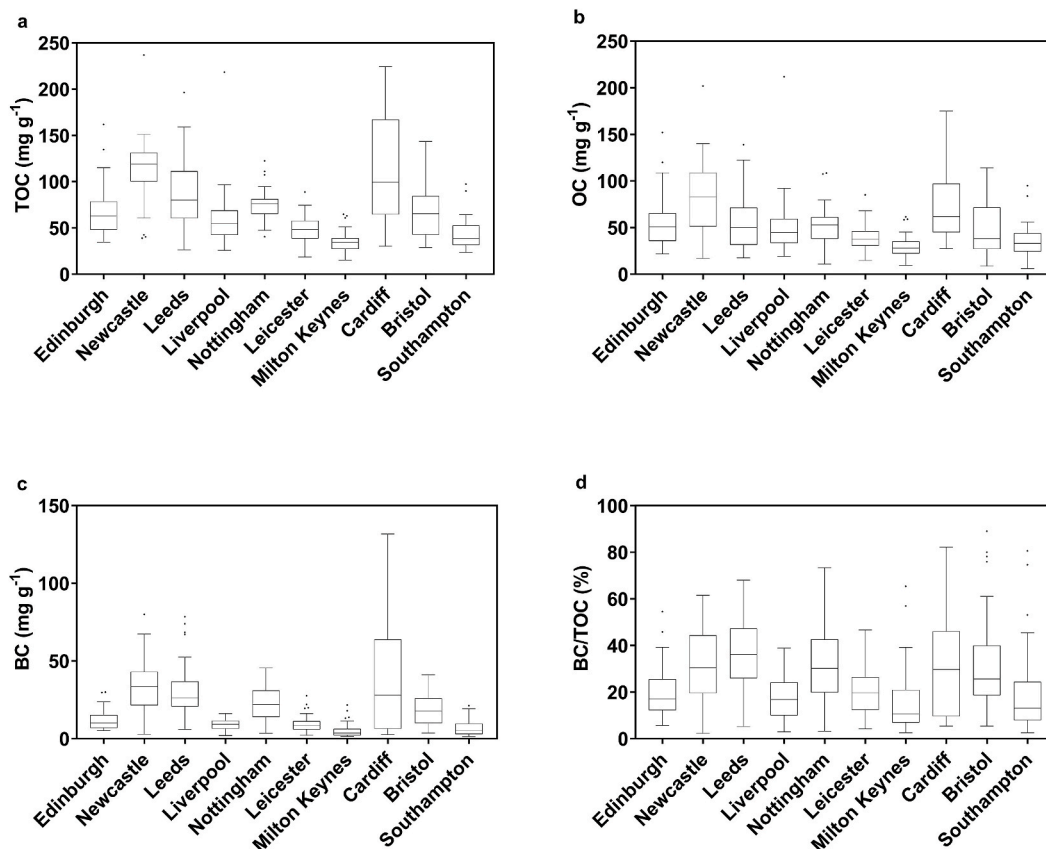 a
TOC (mg g-1)
250
200
150
100
50
0
Edinburgh
Newcastle
Leeds
Liverpool
Nottingham
Leicester
Milton Keynes
Cardiff
Bristol
Southampton
b
OC (mg g-1)
250
200
150
100
50
0
Edinburgh
Newcastle
Leeds
Liverpool
Nottingham
Leicester
Milton Keynes
Cardiff
Bristol
Southampton
c
BC (mg g-1)
150
100
50
0
Edinburgh
Newcastle
Leeds
Liverpool
Nottingham
Leicester
Milton Keynes
Cardiff
Bristol
Southampton
d
BC/TOC (%)
100
80
60
40
20
0
Edinburgh
Newcastle
Leeds
Liverpool
Nottingham
Leicester
Milton Keynes
Cardiff
Bristol
Southampton